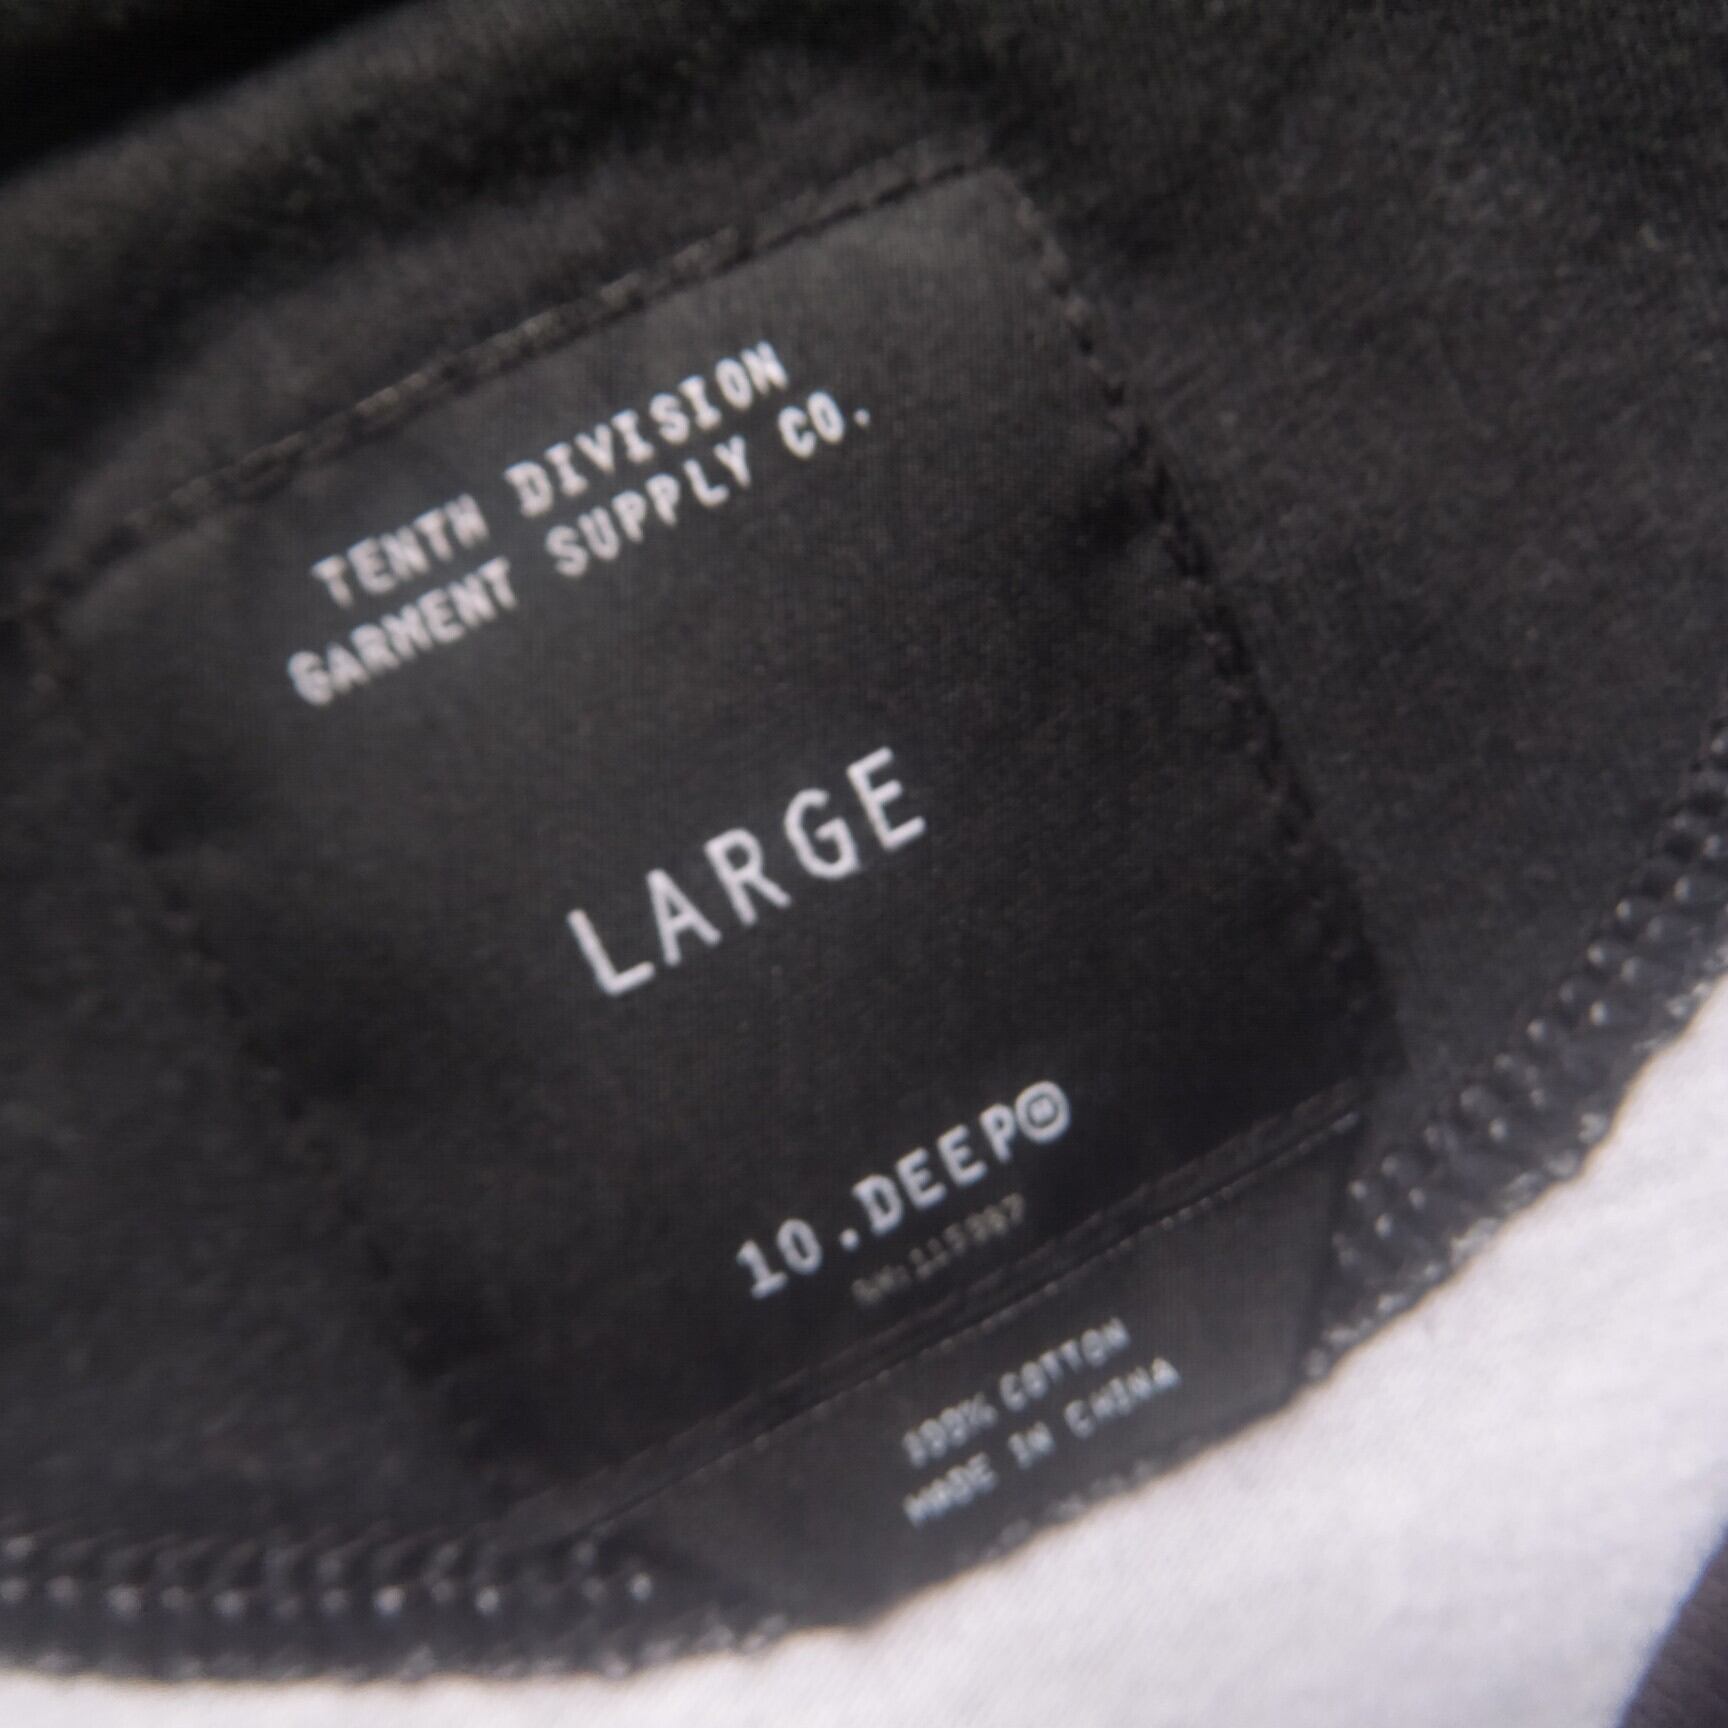 TENTH DIVISION
GARMENT SUPPLY CO.
LARGE
10.DEEP
100% COTTON
MADE IN CHINA